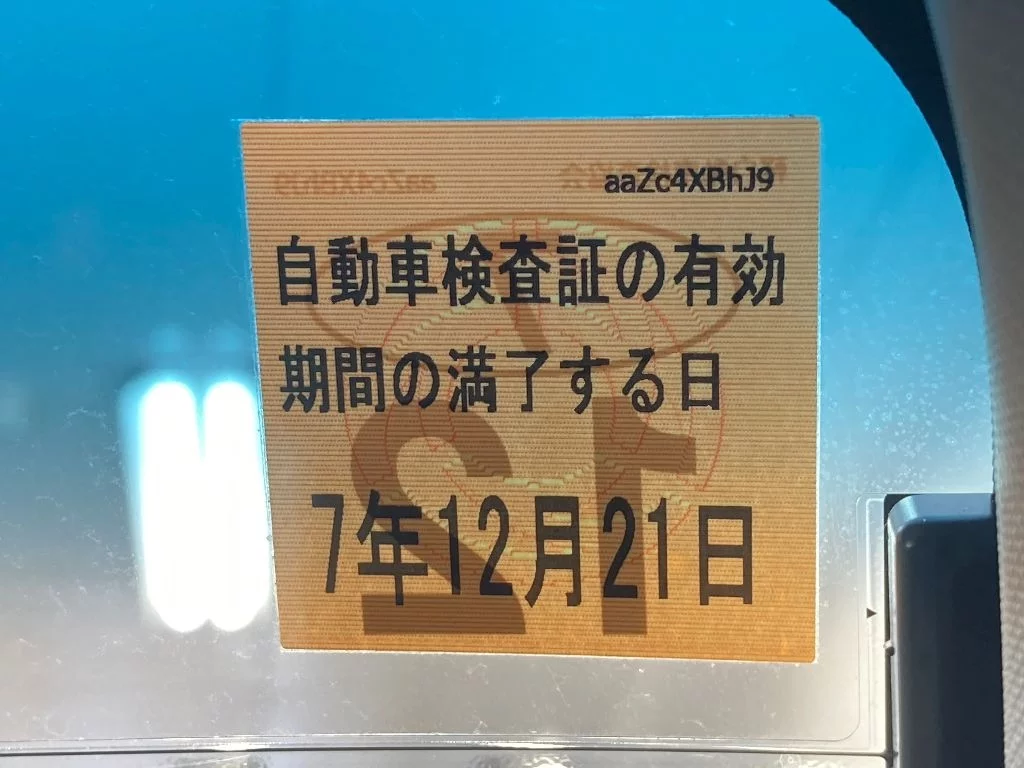 aaZc4XBhJ9
自動車検査証の有効
期間の満了する日
7年12月21日